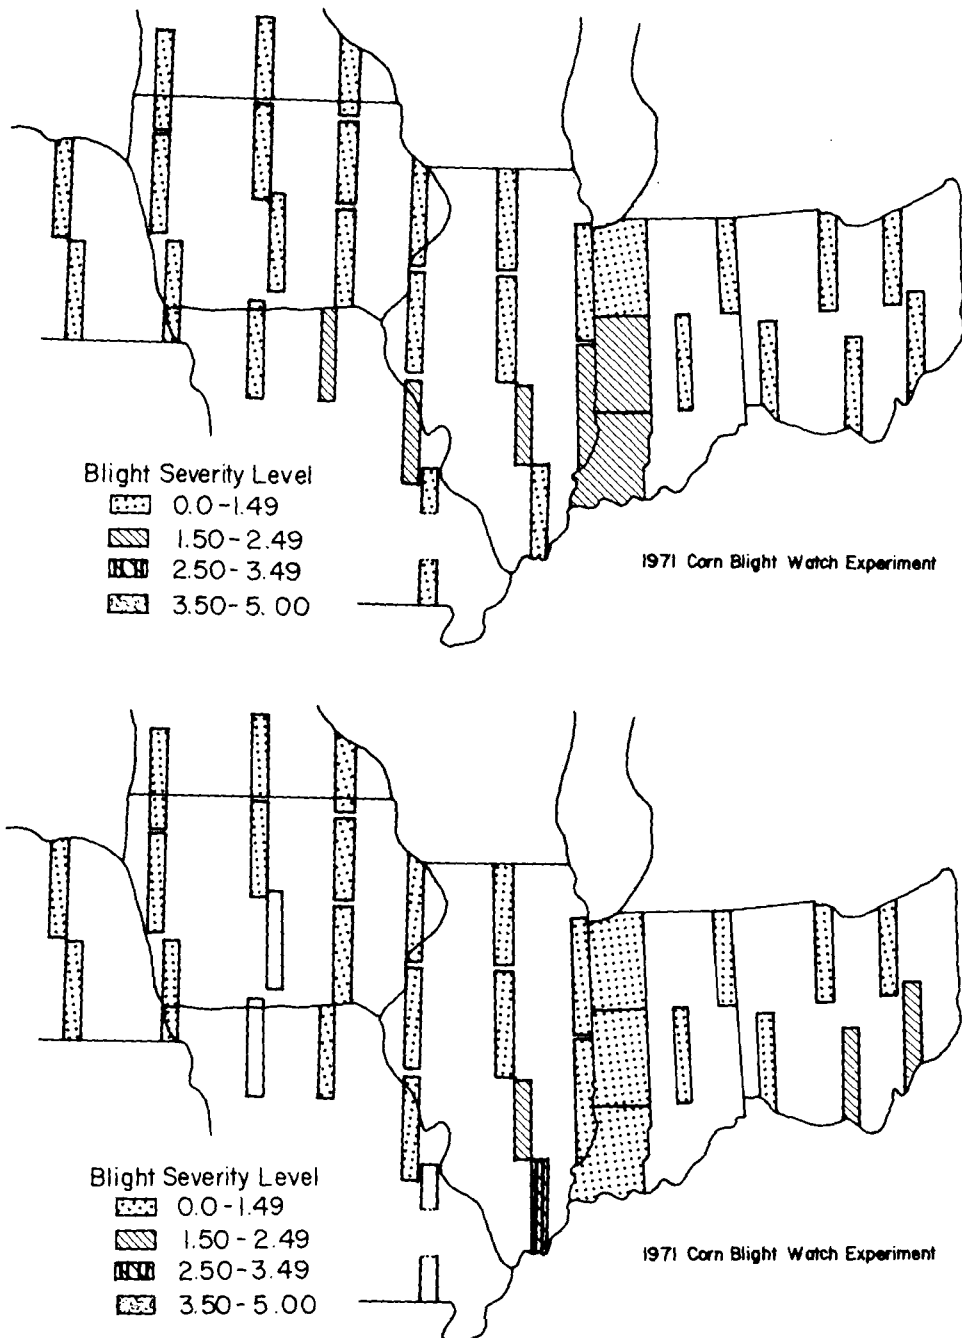 Blight Severity Level
0.0-1.49
1.50-2.49
2.50-3.49
3.50-5.00
1971 Corn Blight Watch Experiment
Blight Severity Level
0.0-1.49
1.50-2.49
2.50-3.49
3.50-5.00
1971 Corn Blight Watch Experiment